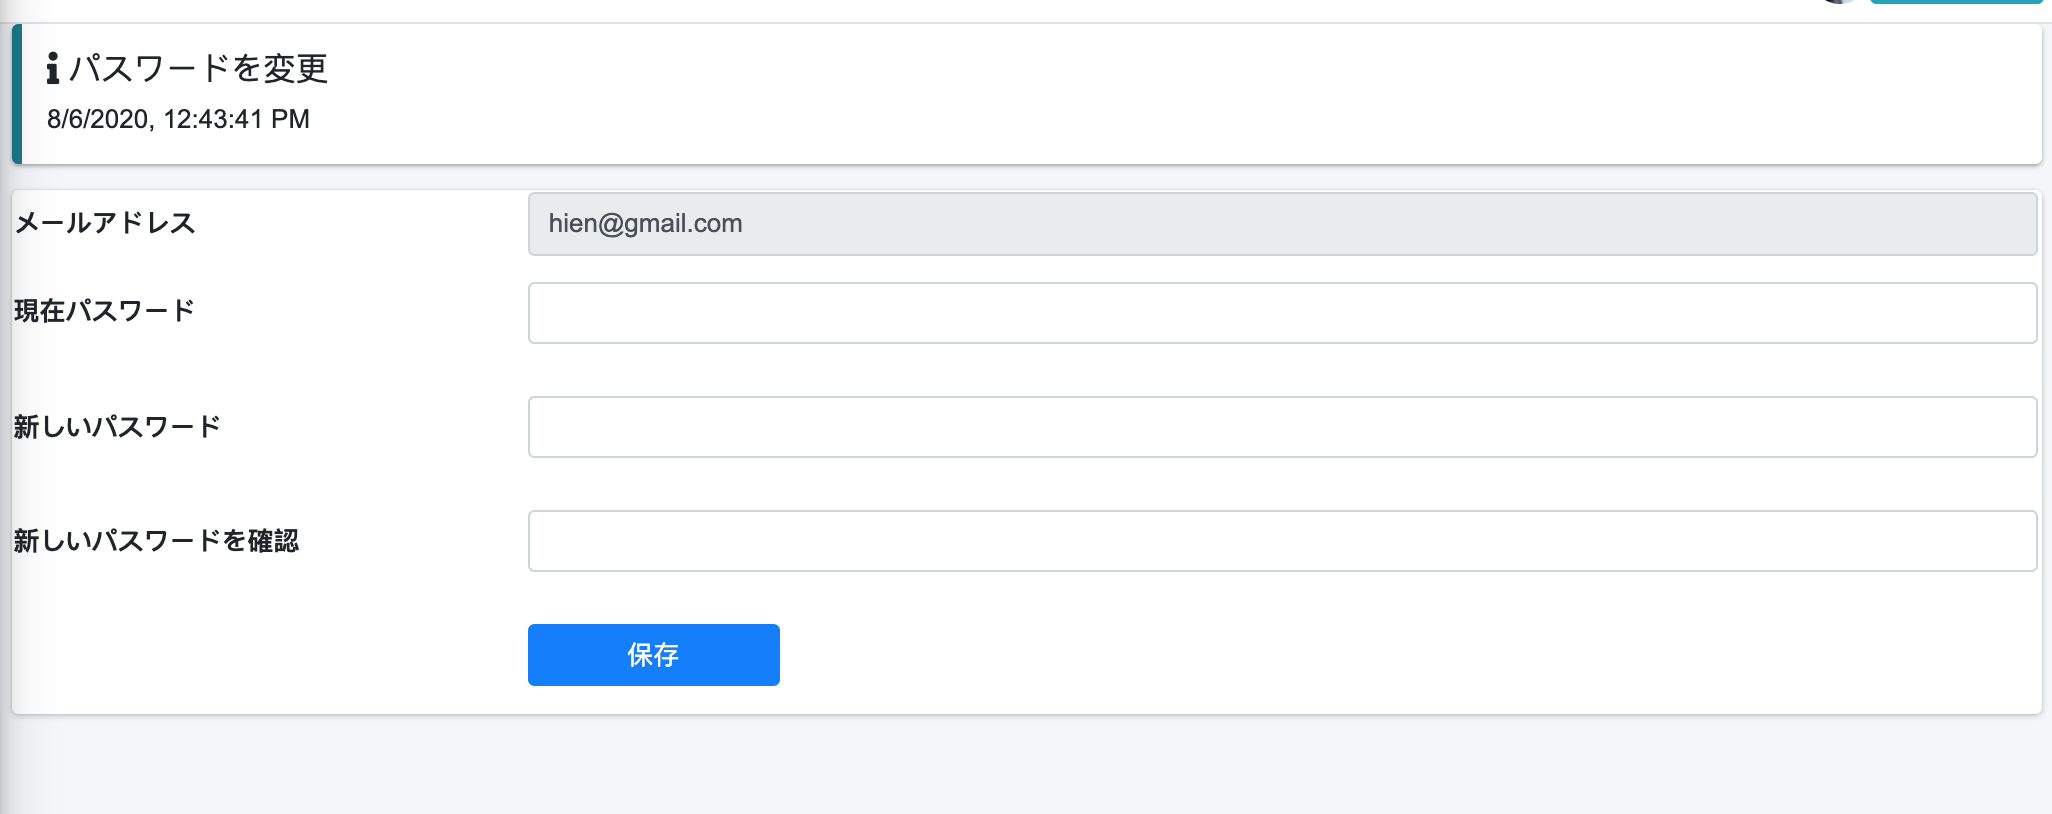 パスワードを変更
8/6/2020, 12:43:41 PM
メールアドレス
hien@gmail.com
現在パスワード
新しいパスワード
新しいパスワードを確認
保存